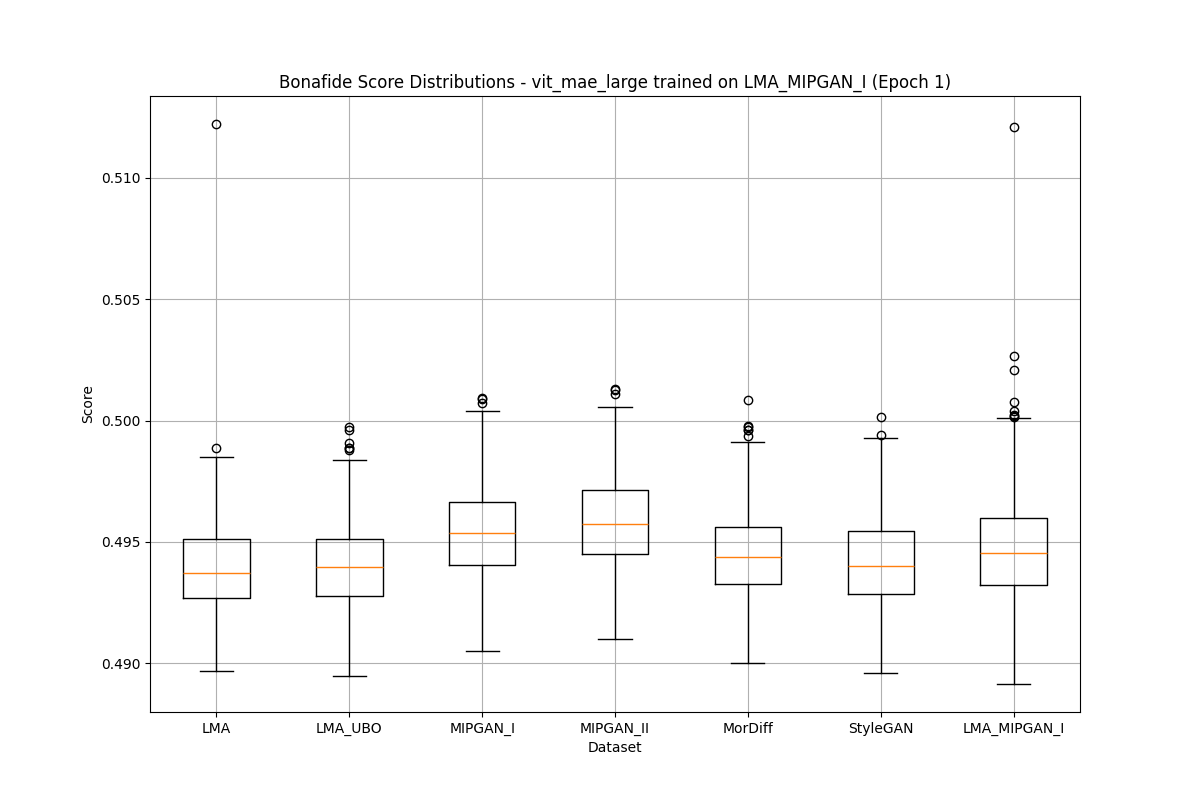 Bonafide Score Distributions - vit_mae_large trained on LMA_MIPGAN_I (Epoch 1)
0.510
0.505
0.500
0.495
0.490
Score
LMA LMA_UBO MIPGAN_I MIPGAN_II MorDiff StyleGAN LMA_MIPGAN_I
Dataset